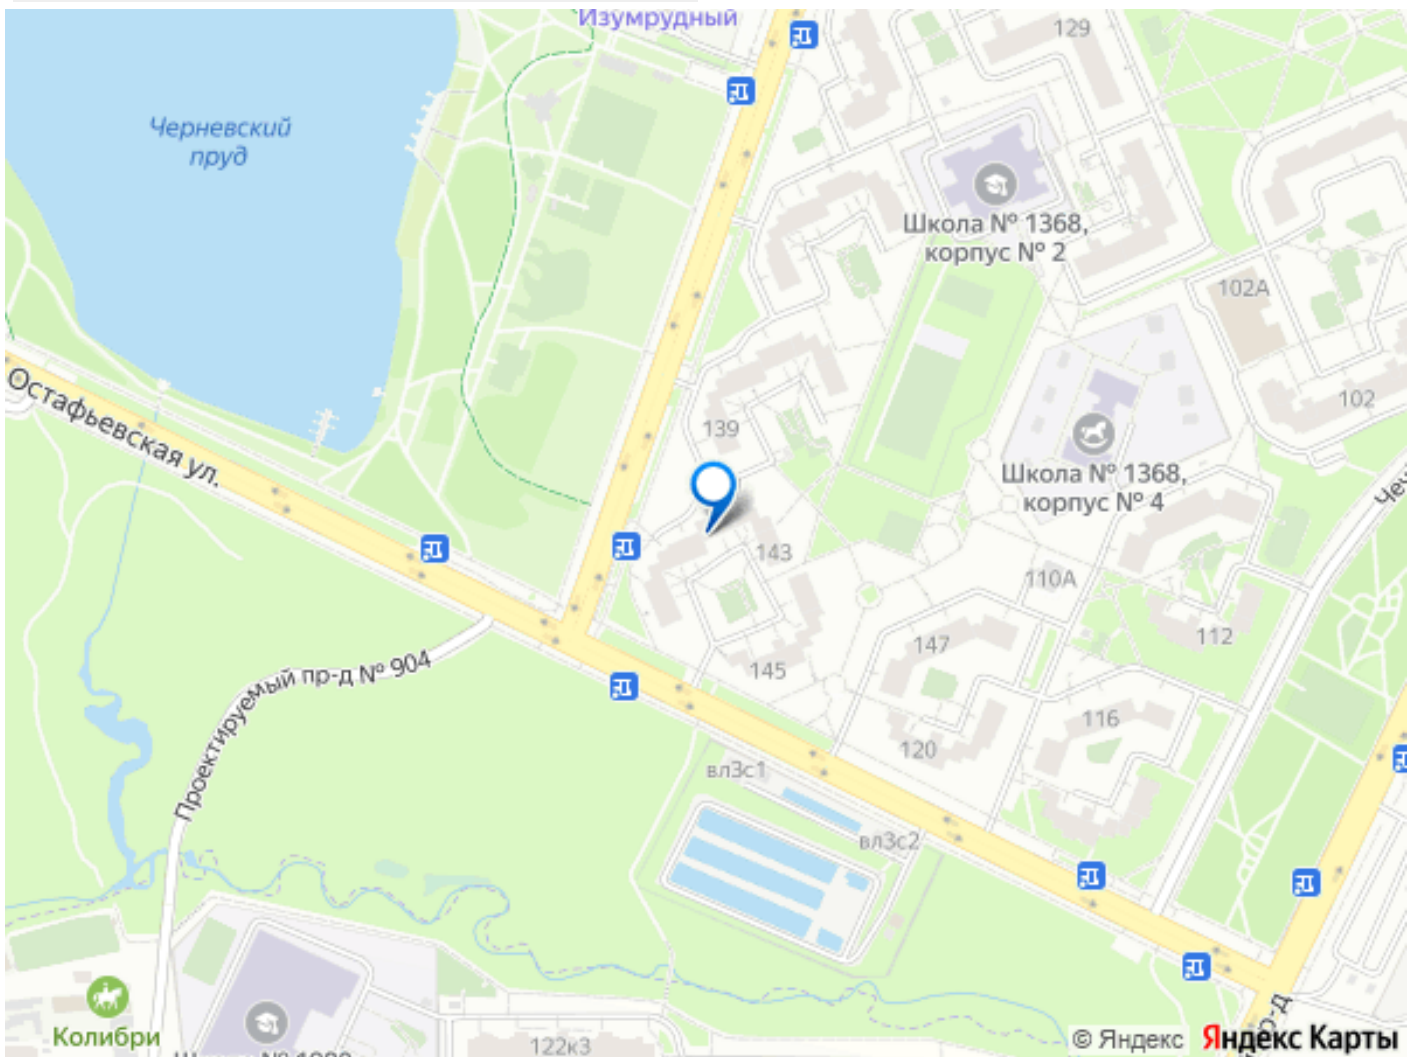 Изумрудный
129
Черневский
пруд
Школа № 1368,
корпус № 2
102А
Остафьевская ул.
139
102
Школа № 1368,
корпус № 4
143
110А
147
112
145
Проектируемый пр-д № 904
116
120
вл3с1
вл3с2
Колибри
122к3
© Яндекс Яндекс Карты